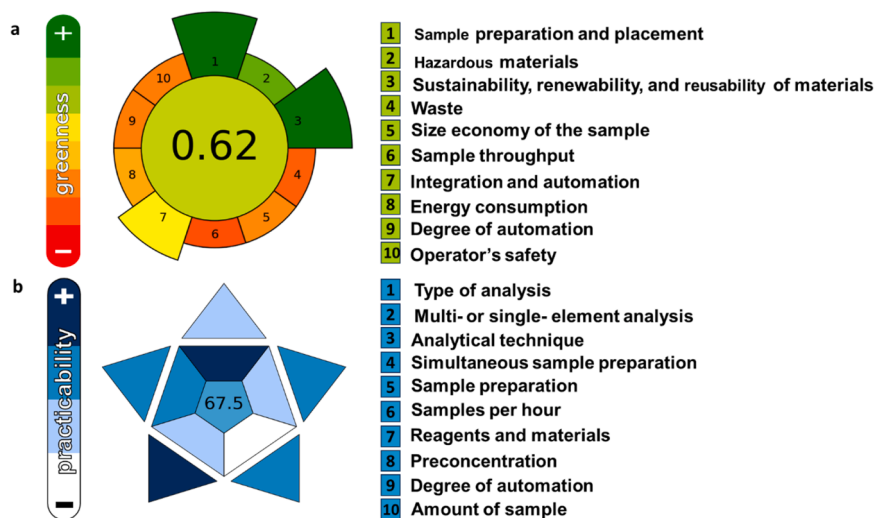 a
+
greenness
−
10
1
2
9
3
0.62
8
4
7
5
6
1 Sample preparation and placement
2 Hazardous materials
3 Sustainability, renewability, and reusability of materials
4 Waste
5 Size economy of the sample
6 Sample throughput
7 Integration and automation
8 Energy consumption
9 Degree of automation
10 Operator's safety
b
+
practicability
−
67.5
1 Type of analysis
2 Multi- or single- element analysis
3 Analytical technique
4 Simultaneous sample preparation
5 Sample preparation
6 Samples per hour
7 Reagents and materials
8 Preconcentration
9 Degree of automation
10 Amount of sample